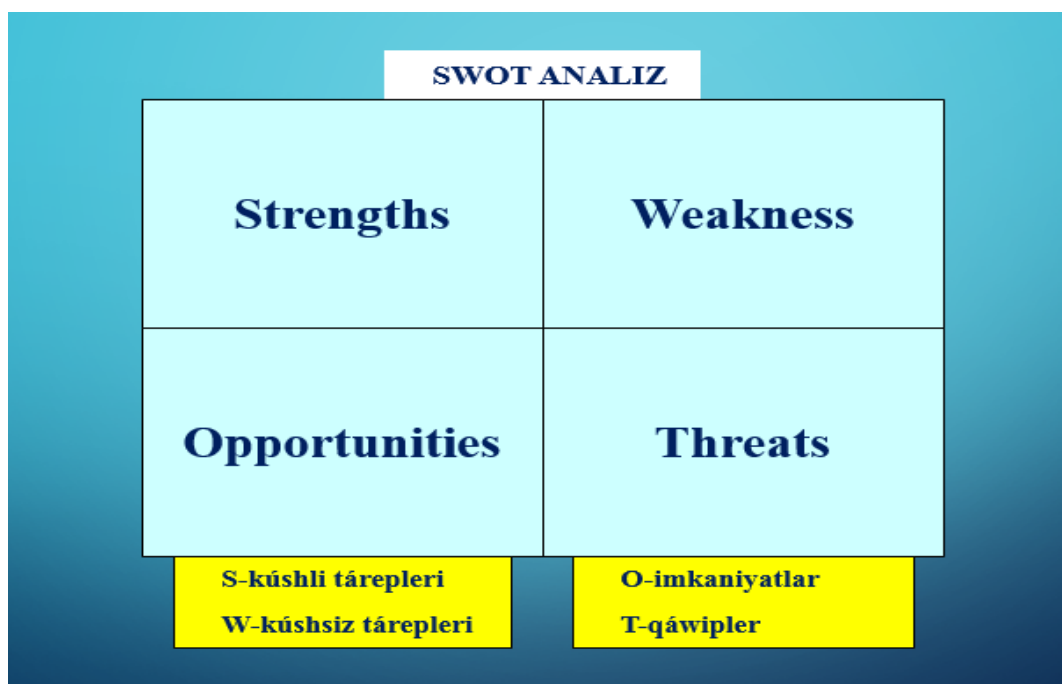 SWOT ANALIZ
Strengths
Weakness
Opportunities
Threats
S-kúshli tárepleri
W-kúshsiz tárepleri
O-imkaniyatlar
T-qáwipler